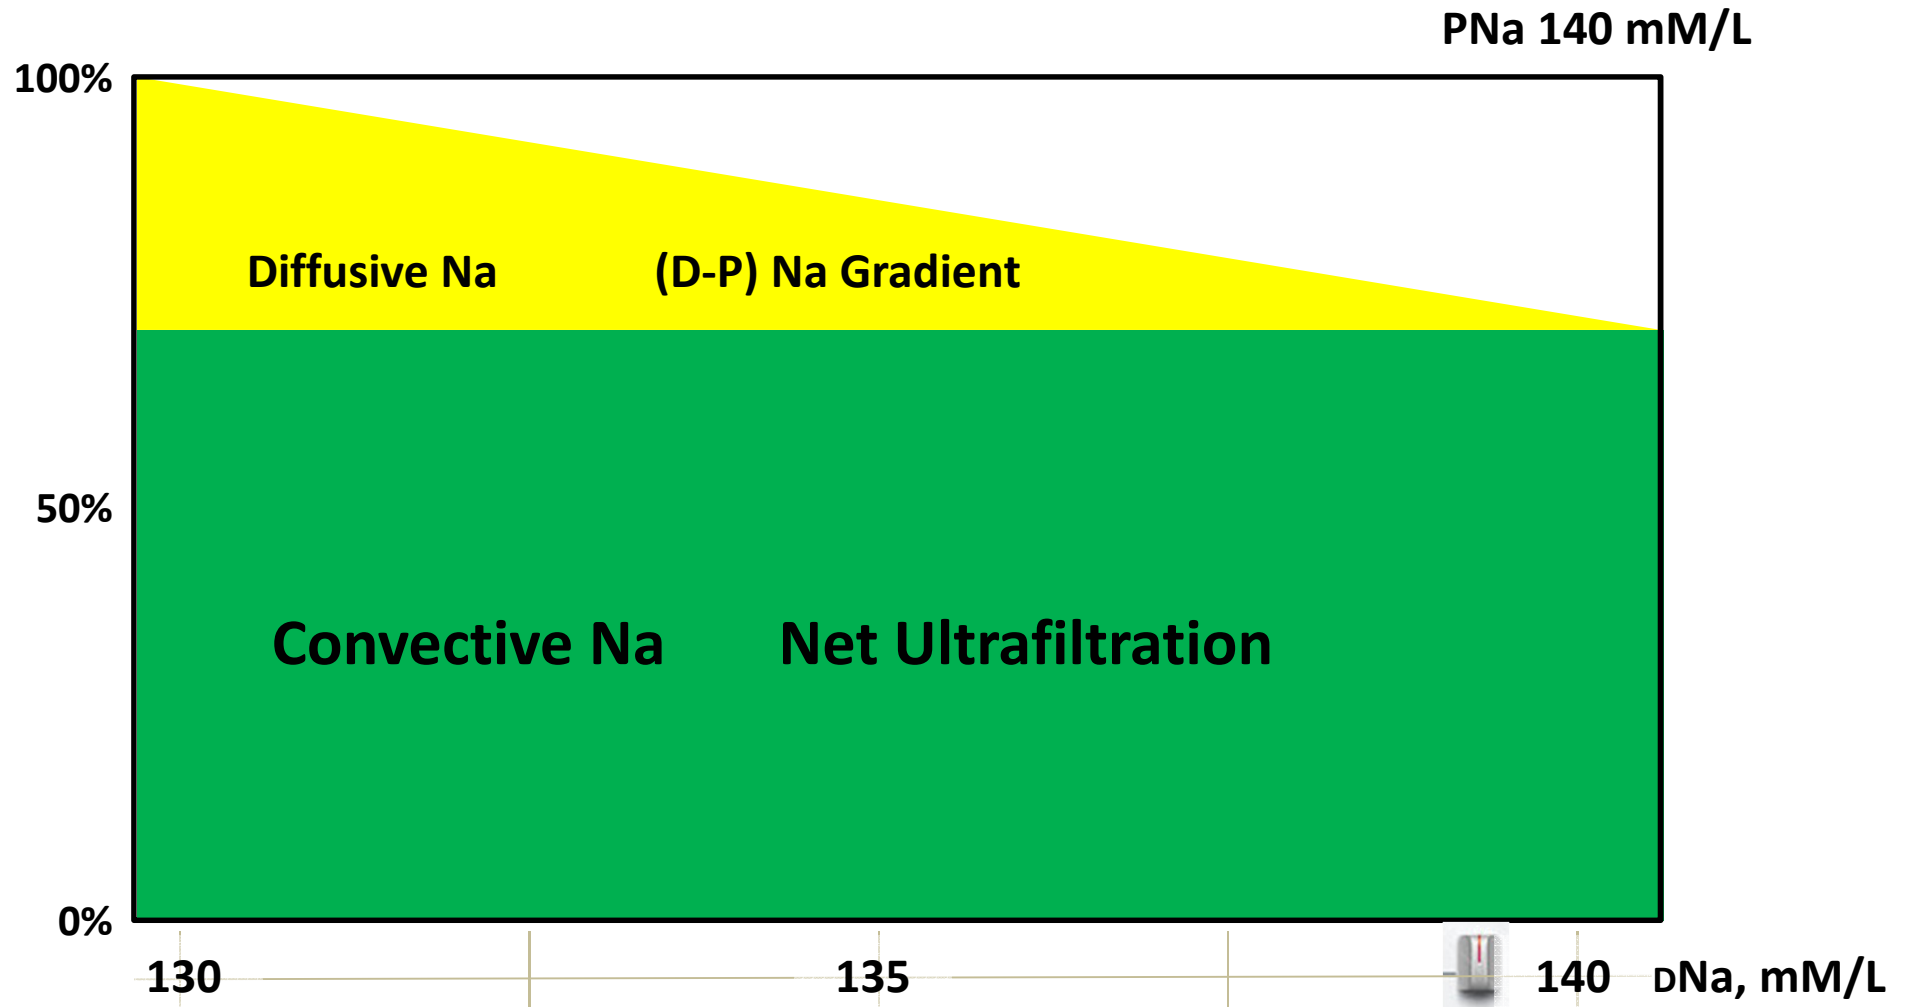 PNa 140 mM/L
100%
Diffusive Na (D-P) Na Gradient
50%
Convective Na Net Ultrafiltration
0%
130 135 140 DNa, mM/L